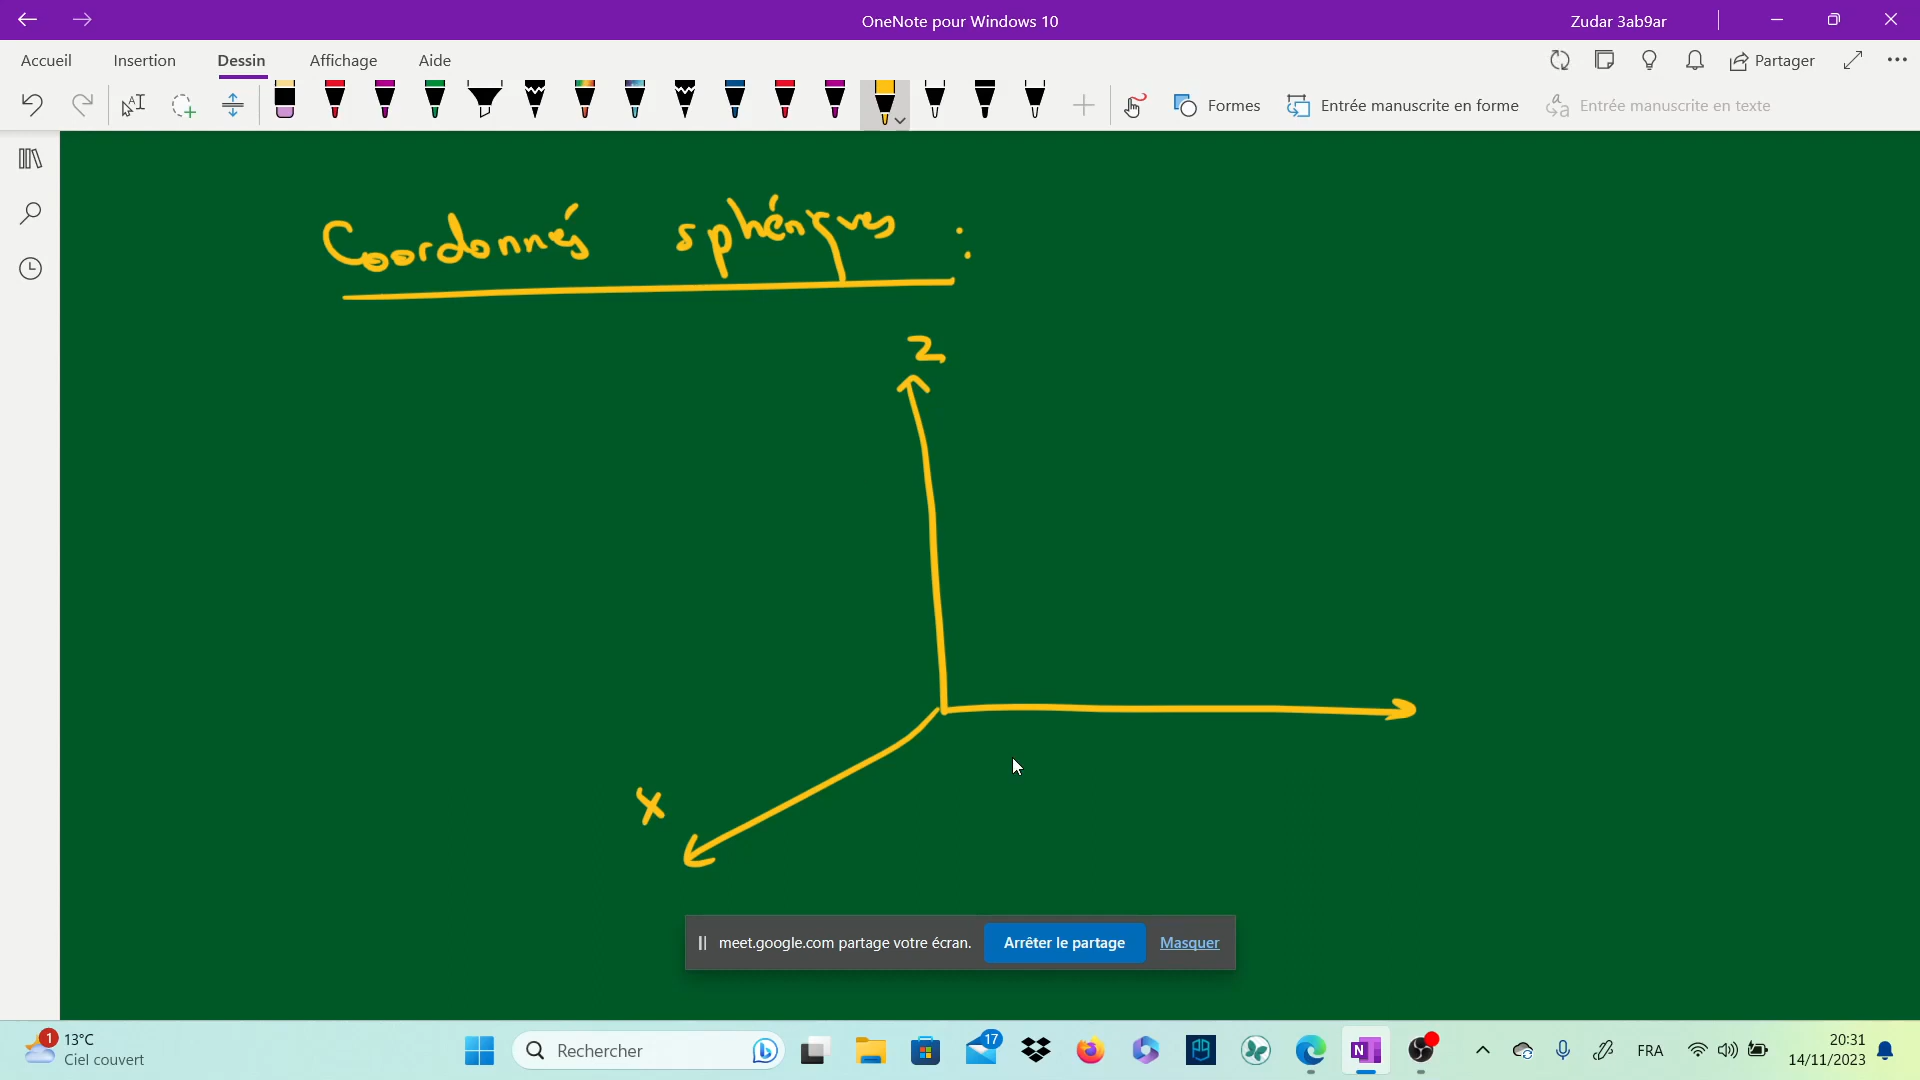 OneNote pour Windows 10
Zudar 3ab9ar
Accueil Insertion Dessin Affichage Aide
Partager
Formes
Entrée manuscrite en forme
Entrée manuscrite en texte
Coordonnés sphériques :
z
x
meet.google.com partage votre écran.
Arrêter le partage
Masquer
1
13°C
Ciel couvert
Rechercher
17
FRA
20:31
14/11/2023